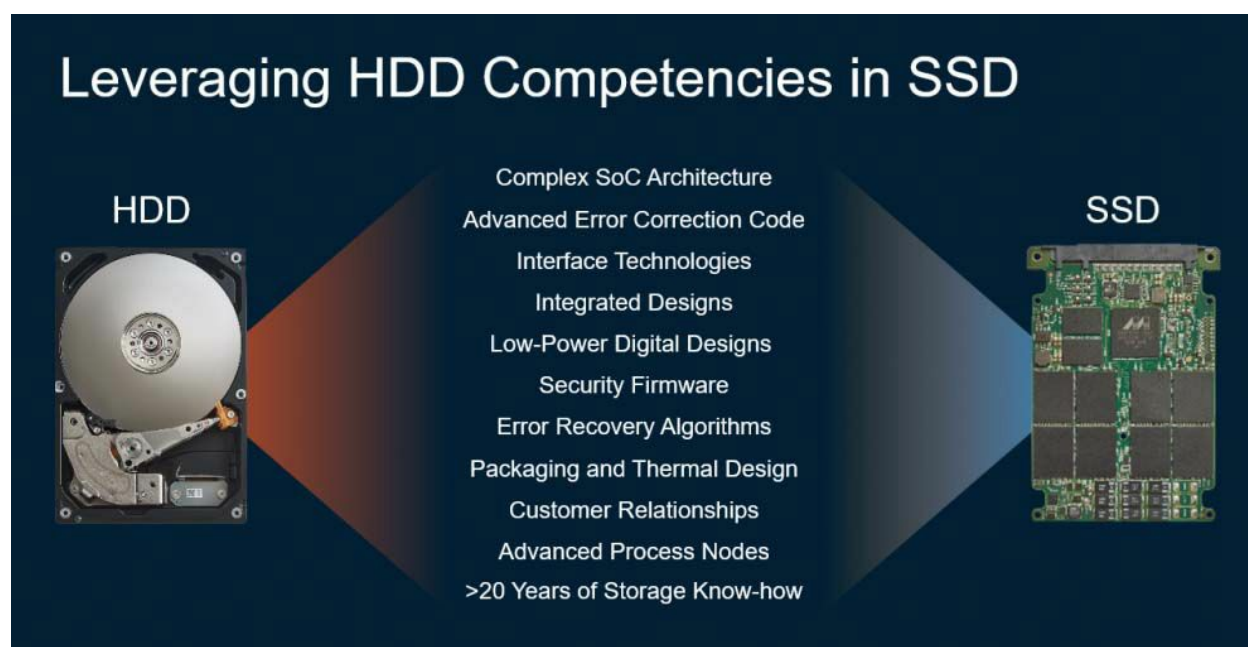 Leveraging HDD Competencies in SSD
HDD
SSD
Complex SoC Architecture
Advanced Error Correction Code
Interface Technologies
Integrated Designs
Low-Power Digital Designs
Security Firmware
Error Recovery Algorithms
Packaging and Thermal Design
Customer Relationships
Advanced Process Nodes
>20 Years of Storage Know-how